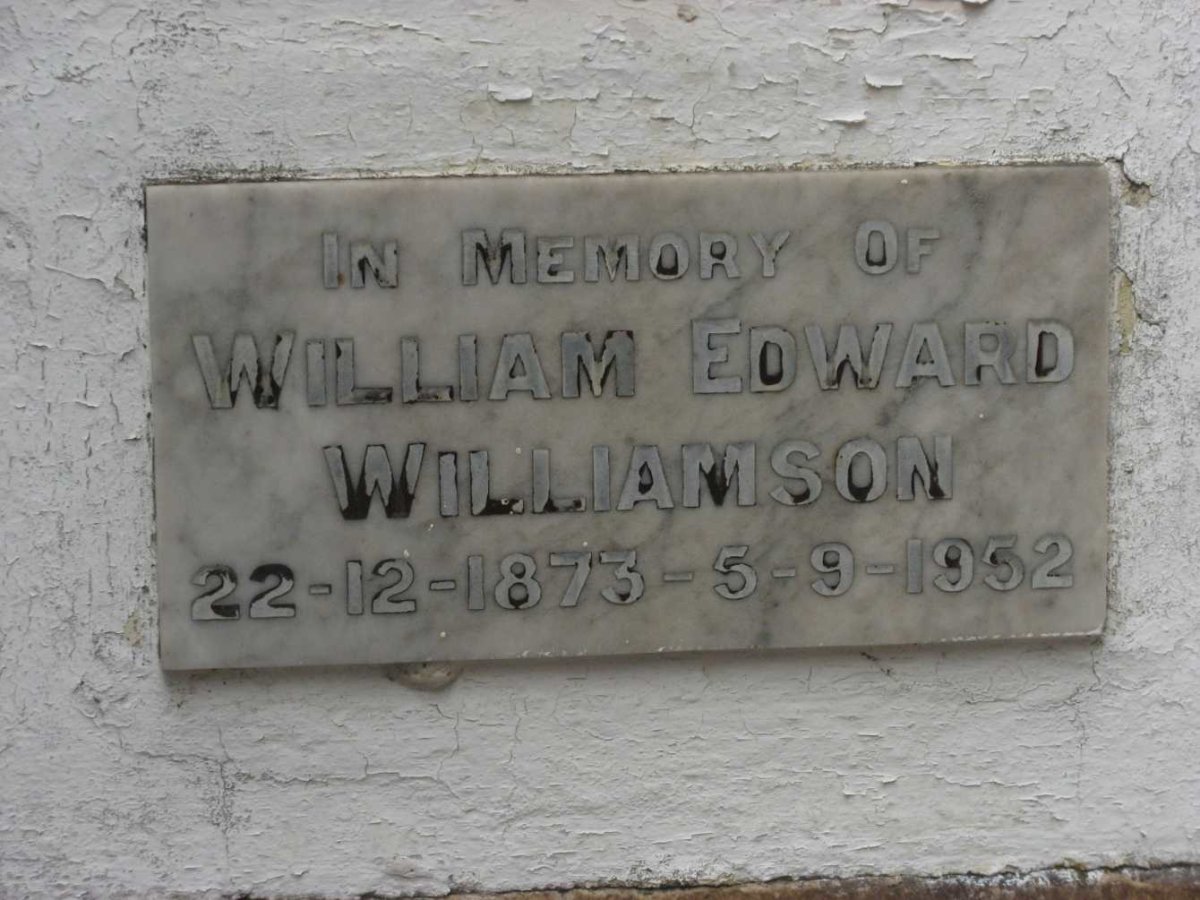 In Memory Of
William Edward
Williamson
22-12-1873-5-9-1952